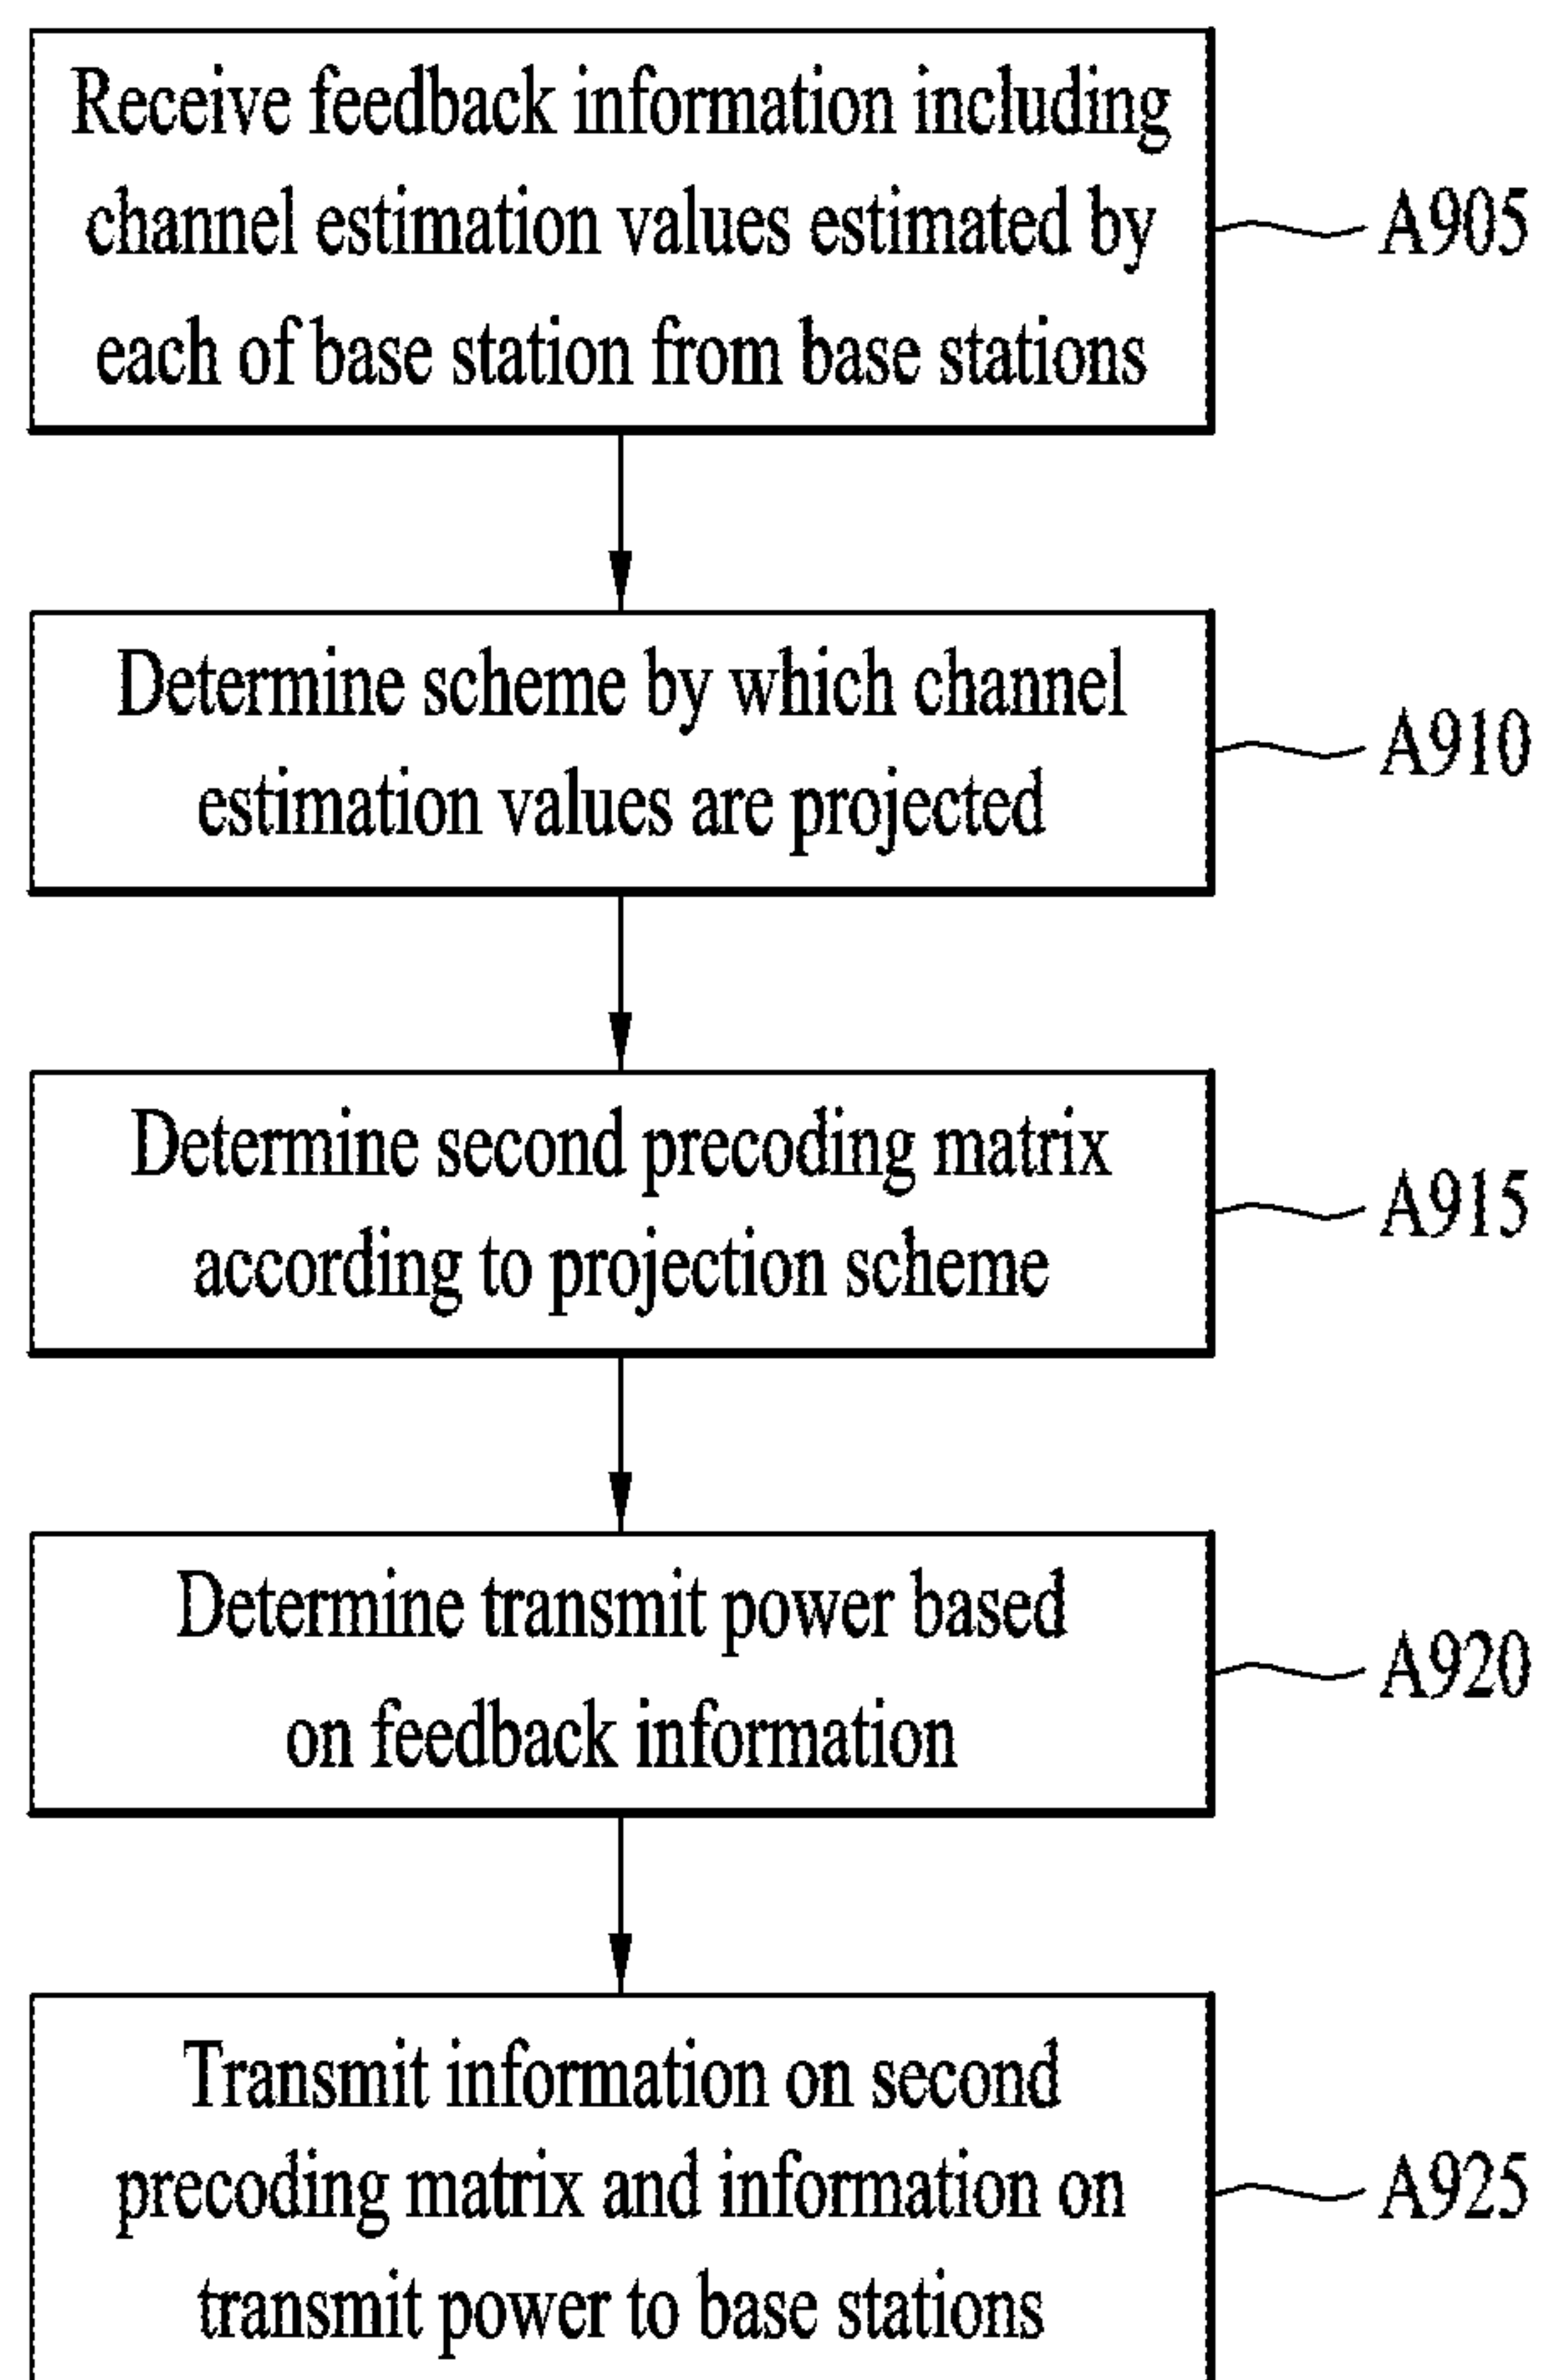 Receive feedback information including
channel estimation values estimated by
each of base station from base stations
A905
Determine scheme by which channel
estimation values are projected
A910
Determine second precoding matrix
according to projection scheme
A915
Determine transmit power based
on feedback information
A920
Transmit information on second
precoding matrix and information on
transmit power to base stations
A925